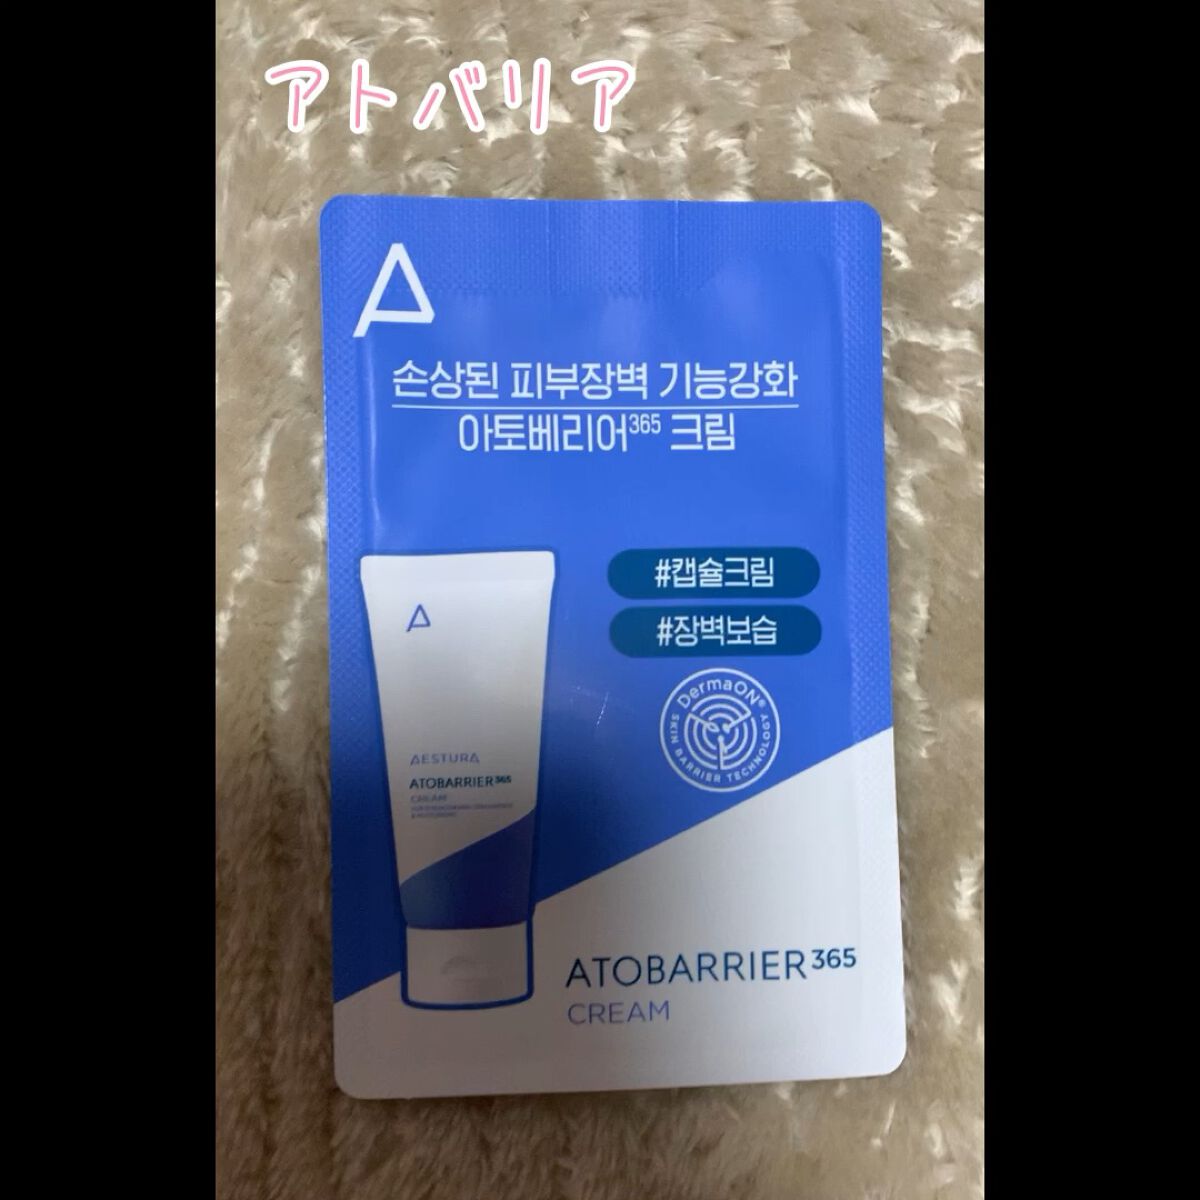 アトバリア
손상된 피부장벽 기능강화
아토베리어365 크림
#캡슐크림
#장벽보습
DermaON®
SKIN BARRIER TECHNOLOGY
AESTURA
ATOBARRIER365
CREAM
ATOBARRIER365
CREAM